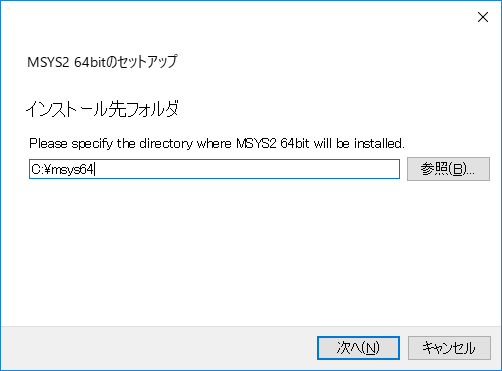 MSYS2 64bitのセットアップ
インストール先フォルダ
Please specify the directory where MSYS2 64bit will be installed.
C:¥msys64
参照(B)...
次へ(N)
キャンセル